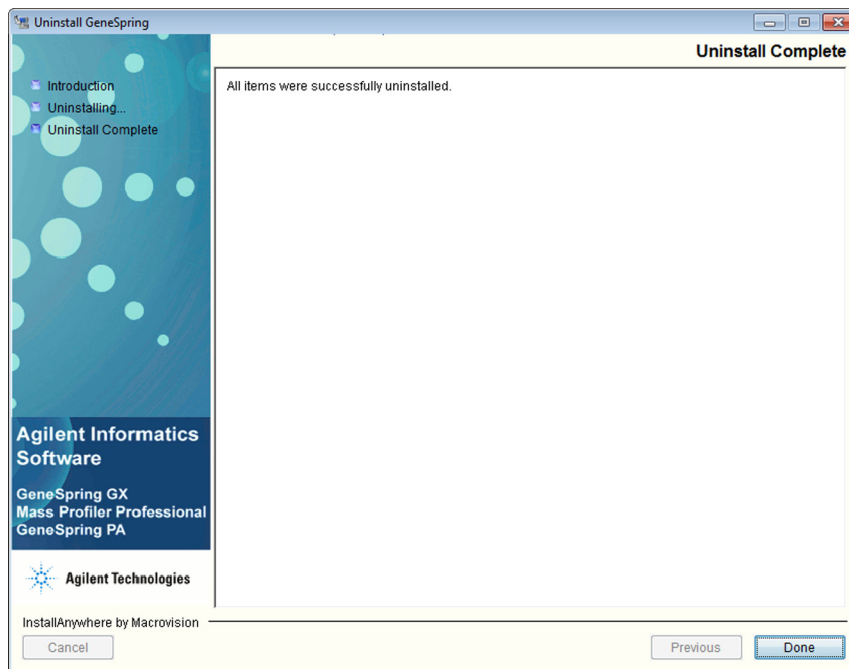 Uninstall GeneSpring
Uninstall Complete
Introduction
Uninstalling...
Uninstall Complete
All items were successfully uninstalled.
Agilent Informatics
Software
GeneSpring GX
Mass Profiler Professional
GeneSpring PA
Agilent Technologies
InstallAnywhere by Macrovision
Cancel
Previous
Done